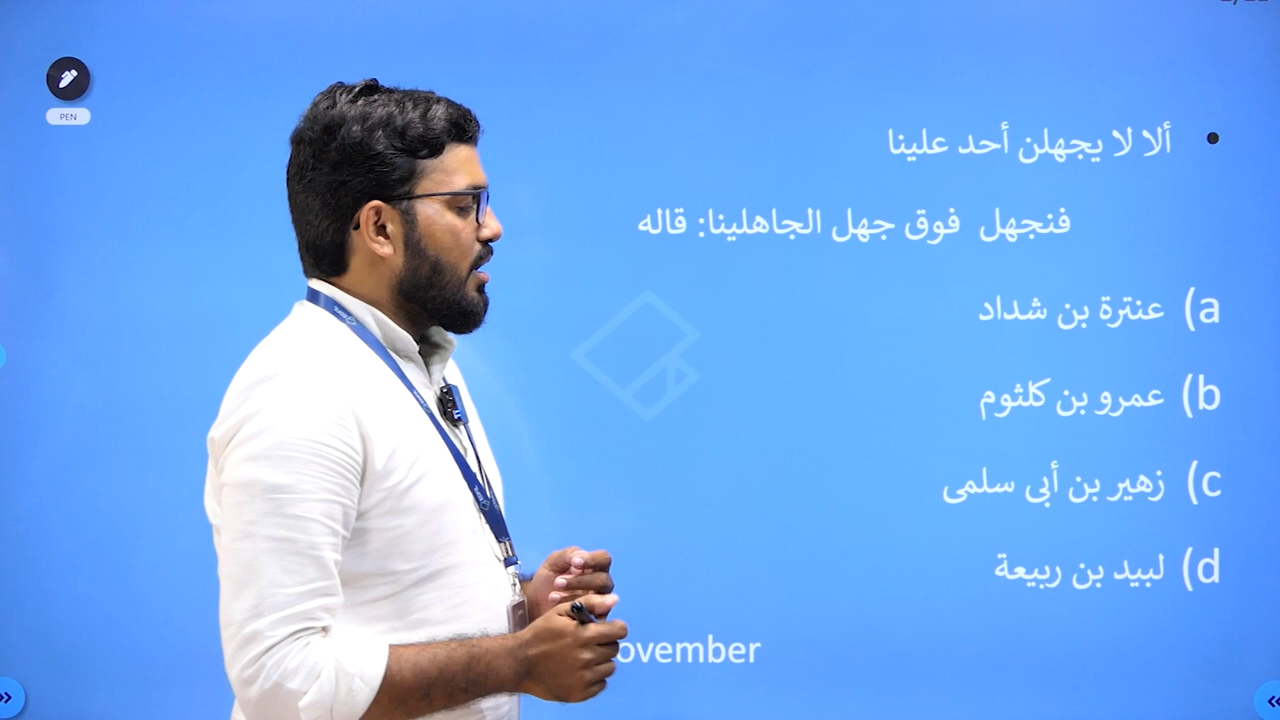 PEN
ألا لا يجهلن أحد علينا
فنجهل فوق جهل الجاهلينا: قاله
a) عنترة بن شداد
b) عمرو بن كلثوم
c) زهير بن أبى سلمى
d) لبيد بن ربيعة
ovember